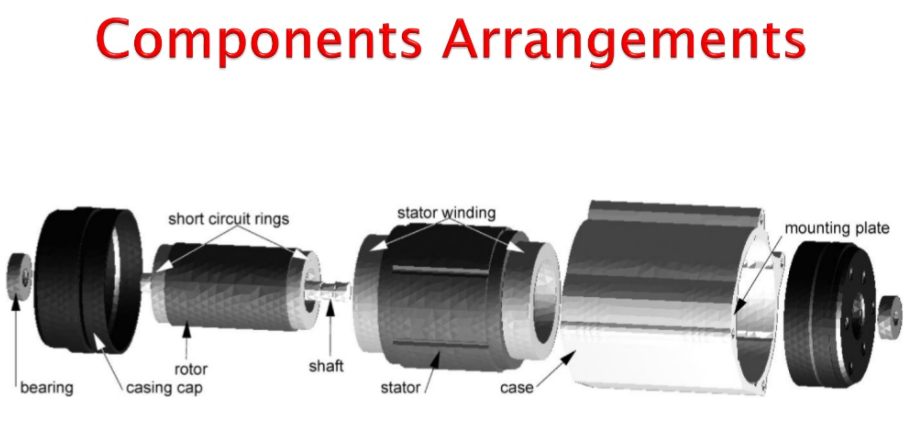 Components Arrangements
short circuit rings
stator winding
mounting plate
rotor
shaft
bearing
casing cap
stator
case